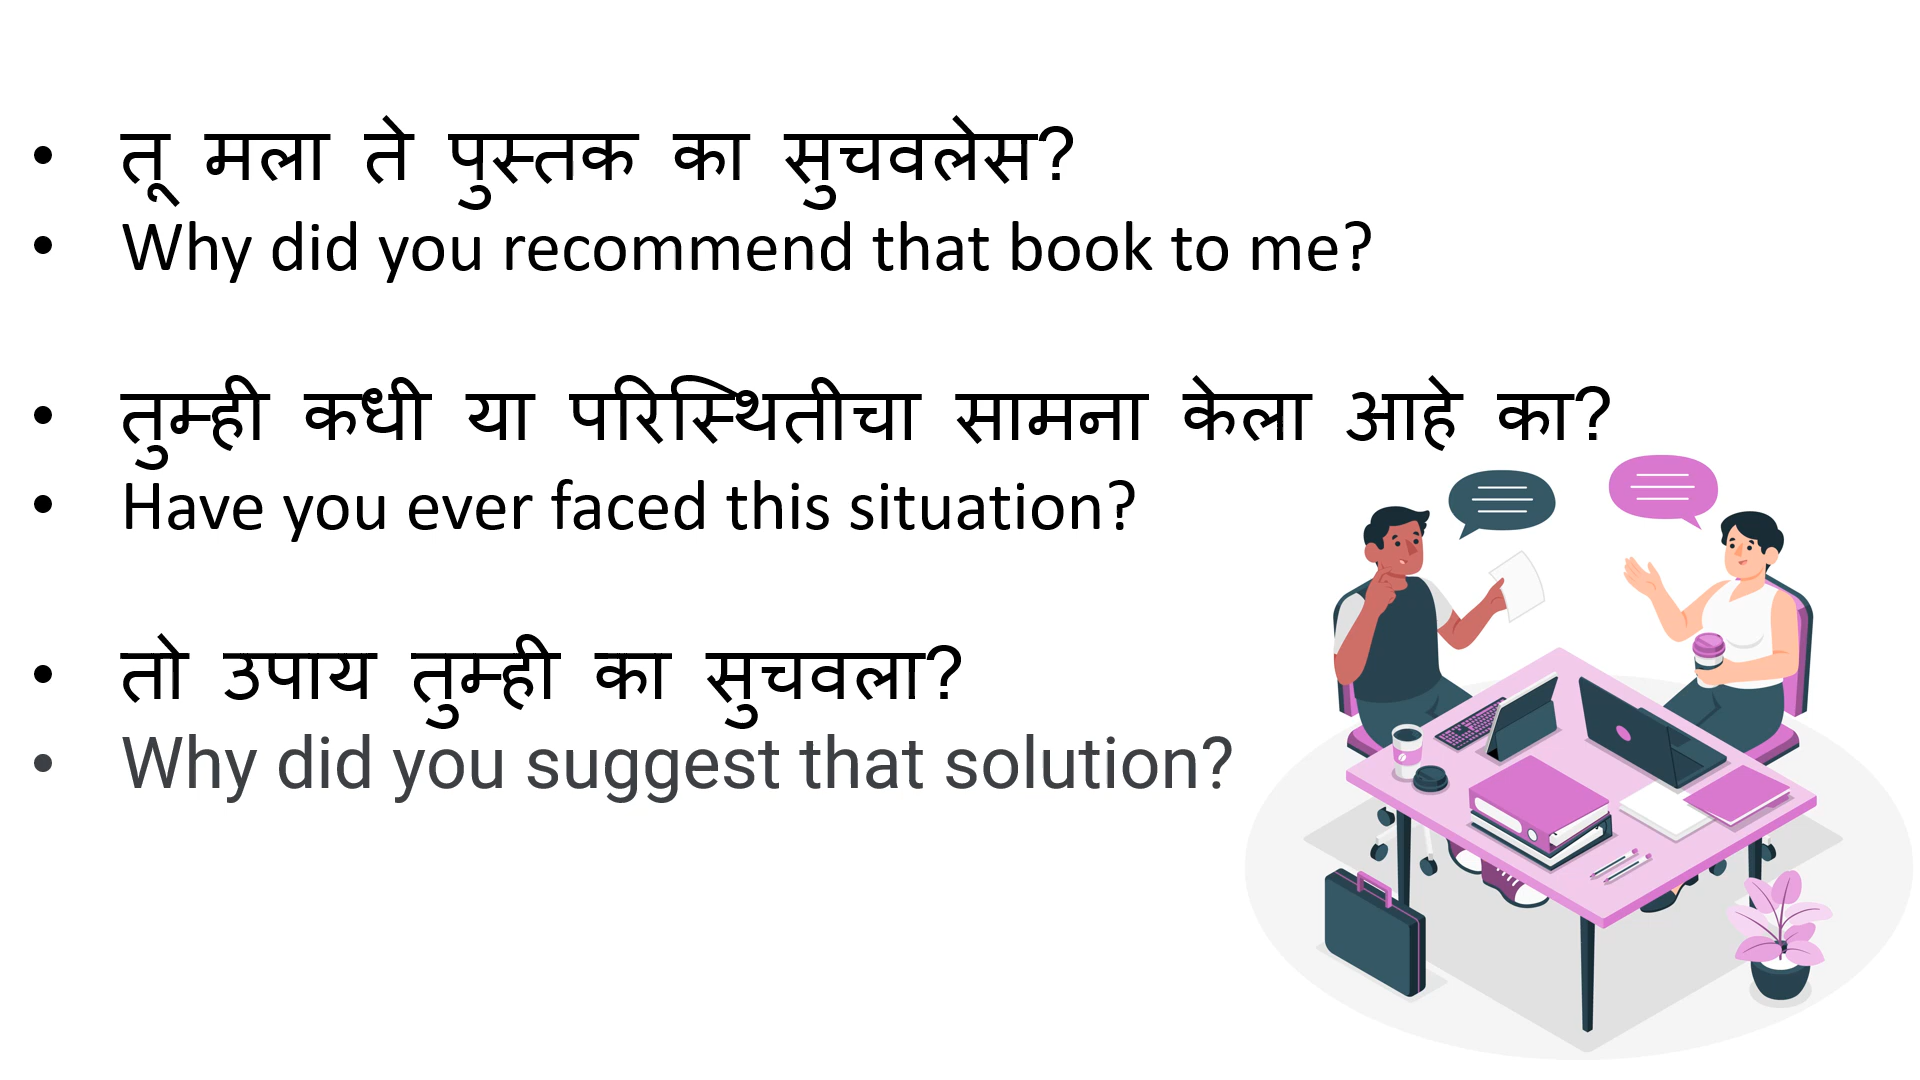 • तू मला ते पुस्तक का सुचवलेस?
• Why did you recommend that book to me?
• तुम्ही कधी या परिस्थितीचा सामना केला आहे का?
• Have you ever faced this situation?
• तो उपाय तुम्ही का सुचवला?
• Why did you suggest that solution?